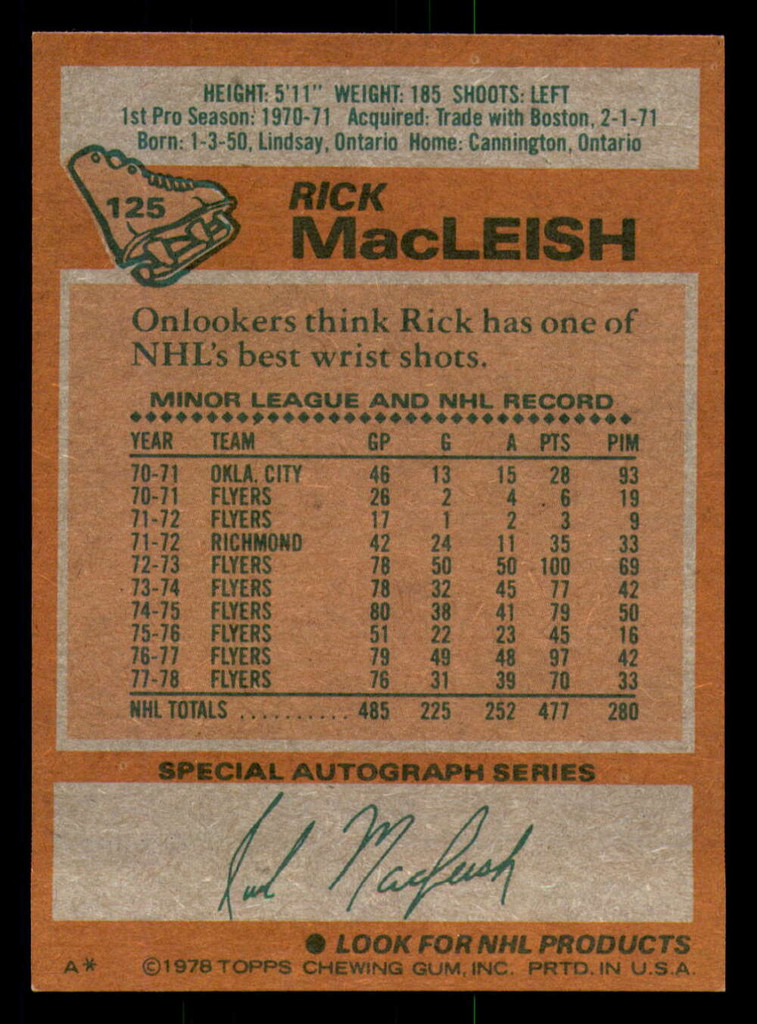 HEIGHT: 5'11" WEIGHT: 185 SHOOTS: LEFT
1st Pro Season: 1970-71 Acquired: Trade with Boston, 2-1-71
Born: 1-3-50, Lindsay, Ontario Home: Cannington, Ontario
125
RICK
MacLEISH
Onlookers think Rick has one of
NHL's best wrist shots.
MINOR LEAGUE AND NHL RECORD
YEAR TEAM GP G A PTS PIM
70-71 OKLA. CITY 46 13 15 28 93
70-71 FLYERS 26 2 4 6 19
71-72 FLYERS 17 1 2 3 9
71-72 RICHMOND 42 24 11 35 33
72-73 FLYERS 78 50 50 100 69
73-74 FLYERS 78 32 45 77 42
74-75 FLYERS 80 38 41 79 50
75-76 FLYERS 51 22 23 45 16
76-77 FLYERS 79 49 48 97 42
77-78 FLYERS 76 31 39 70 33
NHL TOTALS .......... 485 225 252 477 280
SPECIAL AUTOGRAPH SERIES
Rick MacLeish
● LOOK FOR NHL PRODUCTS
A* ©1978 TOPPS CHEWING GUM, INC. PRTD. IN U.S.A.